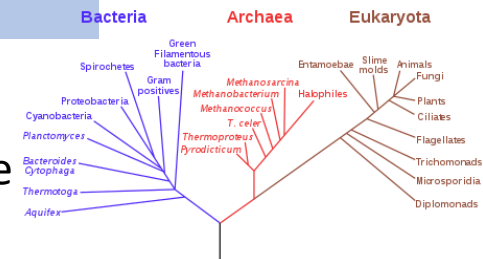 Bacteria
Archaea
Eukaryota
Green
Filamentous
bacteria
Spirochetes
Gram
positives
Proteobacteria
Cyanobacteria
Planctomyces
Bacteroides
Cytophaga
Thermotoga
Aquifex
Methanosarcina
Methanobacterium
Halophiles
Methanococcus
T. celer
Thermoproteus
Pyrodicticum
Entamoebae
Slime
molds
Animals
Fungi
Plants
Ciliates
Flagellates
Trichomonads
Microsporidia
Diplomonads
e